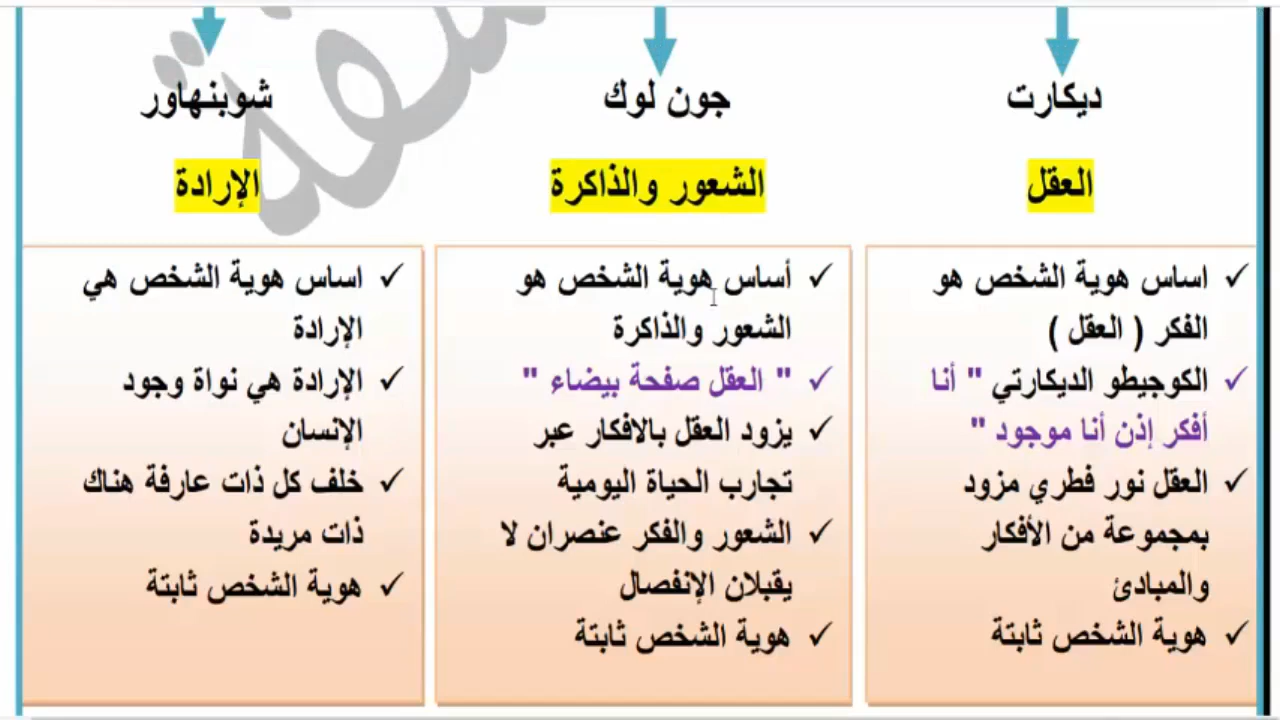 ديكارت
العقل
اساس هوية الشخص هو
الفكر ( العقل )
الكوجيطو الديكارتي " أنا
أفكر إذن أنا موجود "
العقل نور فطري مزود
بمجموعة من الأفكار
والمبادئ
هوية الشخص ثابتة
جون لوك
الشعور والذاكرة
أساس هوية الشخص هو
الشعور والذاكرة
" العقل صفحة بيضاء "
يزود العقل بالافكار عبر
تجارب الحياة اليومية
الشعور والفكر عنصران لا
يقبلان الإنفصال
هوية الشخص ثابتة
شوبنهاور
الإرادة
اساس هوية الشخص هي
الإرادة
الإرادة هي نواة وجود
الإنسان
خلف كل ذات عارفة هناك
ذات مريدة
هوية الشخص ثابتة